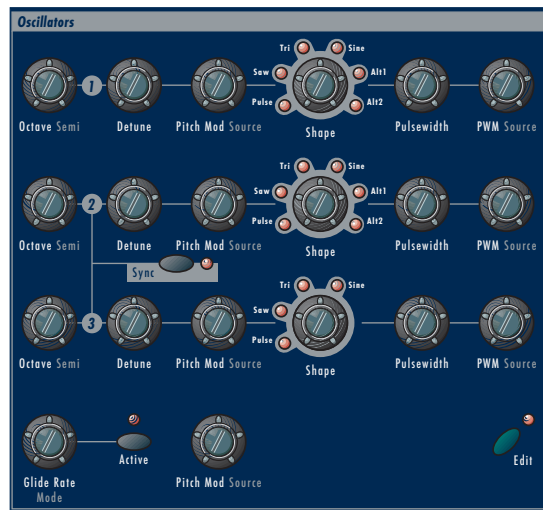 Oscillators
Tri Sine
Saw 1 Alt1
Pulse Alt2
Octave Semi Detune Pitch Mod Source Shape Pulsewidth PWM Source
Tri Sine
Saw 2 Alt1
Pulse Alt2
Octave Semi Detune Pitch Mod Source Shape Pulsewidth PWM Source
Sync
Tri Sine
Saw
3 Pulse
Octave Semi Detune Pitch Mod Source Shape Pulsewidth PWM Source
Glide Rate Mode
Active
Pitch Mod Source
Edit